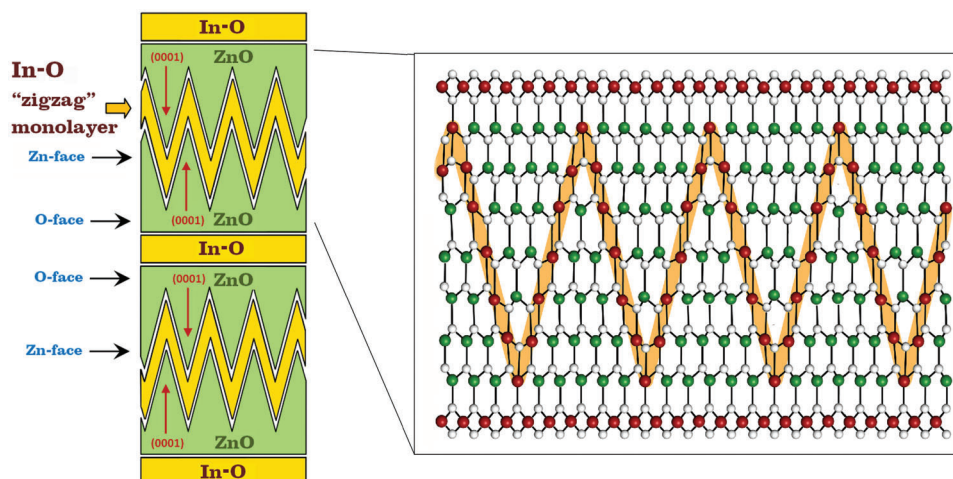 In-O
ZnO
(0001)
In-O
“zigzag”
monolayer
Zn-face
O-face
(0001)
ZnO
In-O
O-face
(0001)
ZnO
Zn-face
(0001)
ZnO
In-O